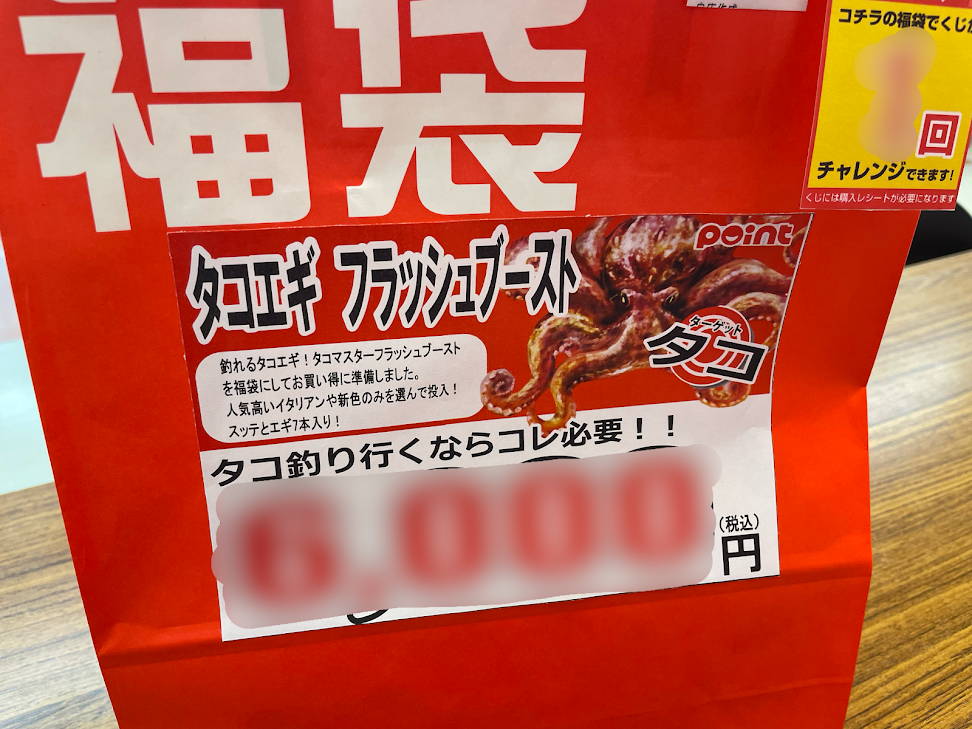 福袋
コチラの福袋でくじが
回
チャレンジできます!
くじには購入レシートが必要になります
point
タコエギ フラッシュブースト
ターゲット
タコ
釣れるタコエギ!タコマスターフラッシュブースト
を福袋にしてお買い得に準備しました。
人気高いイタリアンや新色のみを選んで投入!
スッテとエギ7本入り!
タコ釣り行くならコレ必要!!
(税込)
円